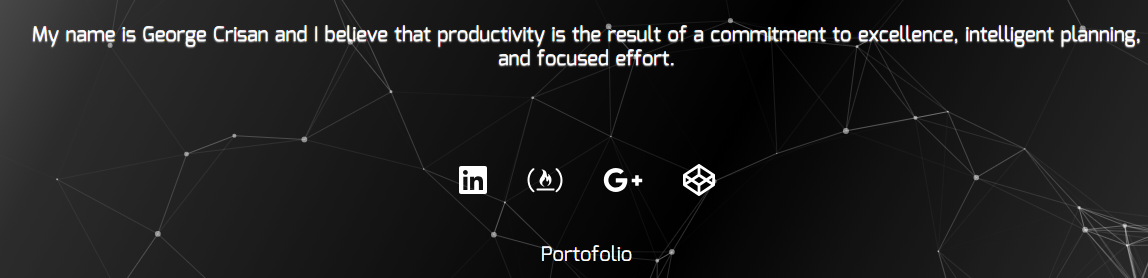 My name is George Crisan and I believe that productivity is the result of a commitment to excellence, intelligent planning,
and focused effort.
in
G+
Portofolio